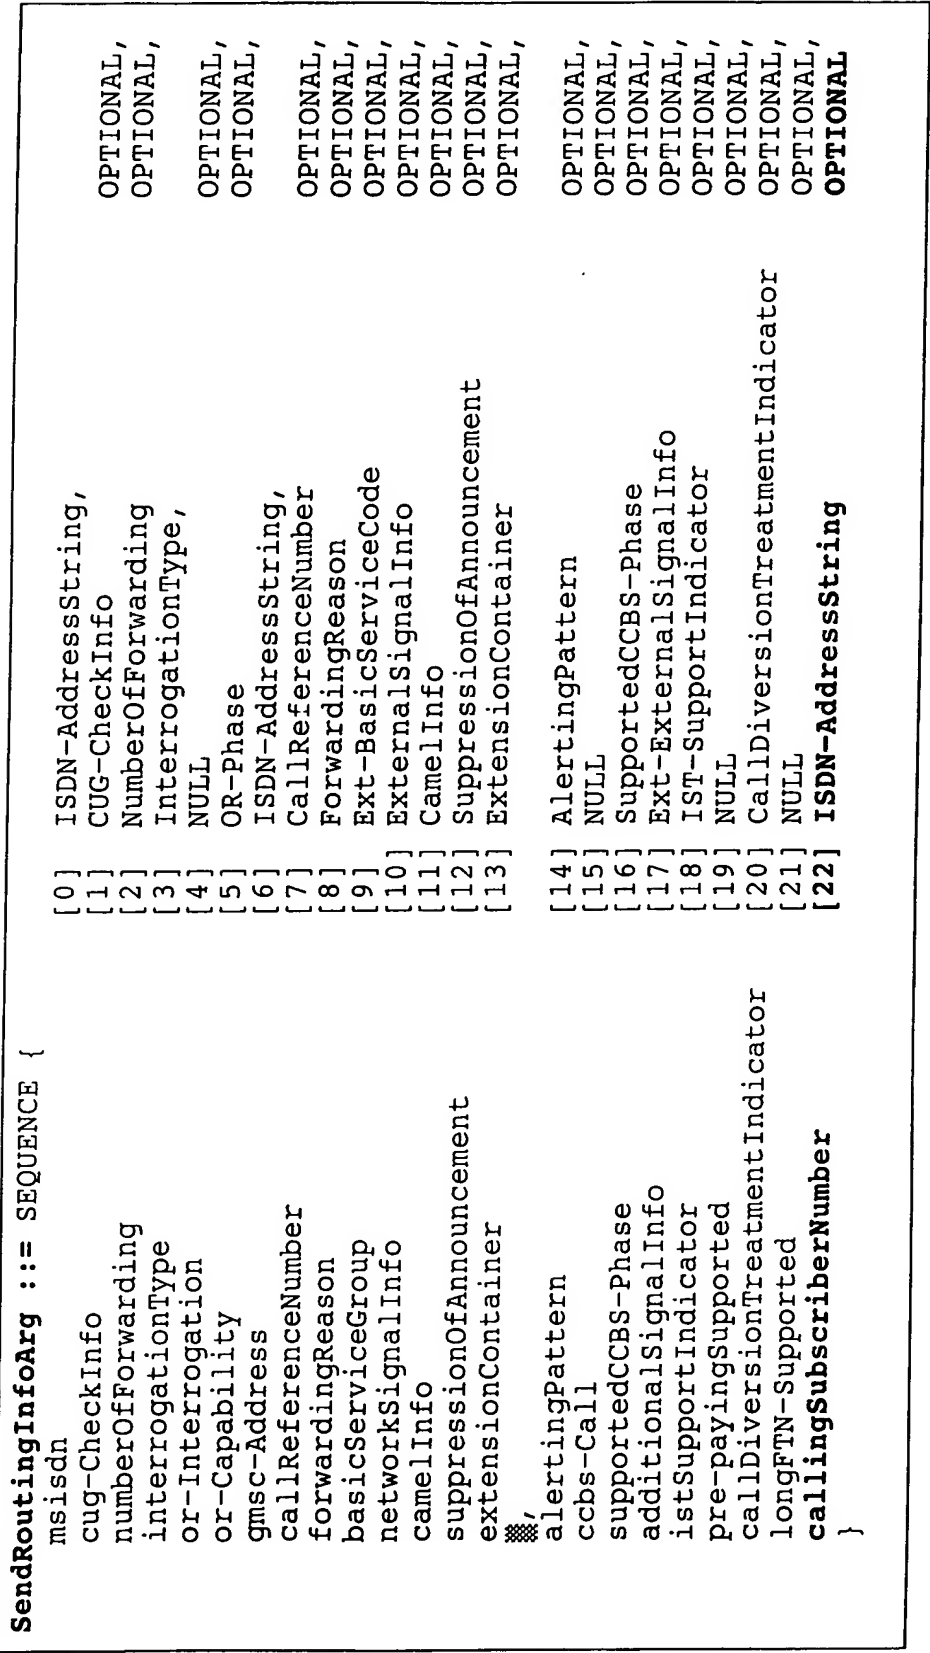 SendRoutingInfoArg ::= SEQUENCE {
msisdn [0] ISDN-AddressString,
cug-CheckInfo [1] CUG-CheckInfo OPTIONAL,
numberOfForwarding [2] NumberOfForwarding OPTIONAL,
interrogationType [3] InterrogationType,
or-Interrogation [4] NULL OPTIONAL,
or-Capability [5] OR-Phase OPTIONAL,
gmsc-Address [6] ISDN-AddressString,
callReferenceNumber [7] CallReferenceNumber OPTIONAL,
forwardingReason [8] ForwardingReason OPTIONAL,
basicServiceGroup [9] Ext-BasicServiceCode OPTIONAL,
networkSignalInfo [10] ExternalSignalInfo OPTIONAL,
camelInfo [11] CamelInfo OPTIONAL,
suppressionOfAnnouncement [12] SuppressionOfAnnouncement OPTIONAL,
extensionContainer [13] ExtensionContainer OPTIONAL,
,
alertingPattern [14] AlertingPattern OPTIONAL,
ccbs-Call [15] NULL OPTIONAL,
supportedCCBS-Phase [16] SupportedCCBS-Phase OPTIONAL,
additionalSignalInfo [17] Ext-ExternalSignalInfo OPTIONAL,
istSupportIndicator [18] IST-SupportIndicator OPTIONAL,
pre-payingSupported [19] NULL OPTIONAL,
callDiversionTreatmentIndicator [20] CallDiversionTreatmentIndicator OPTIONAL,
longFTN-Supported [21] NULL OPTIONAL,
callingSubscriberNumber [22] ISDN-AddressString OPTIONAL
}